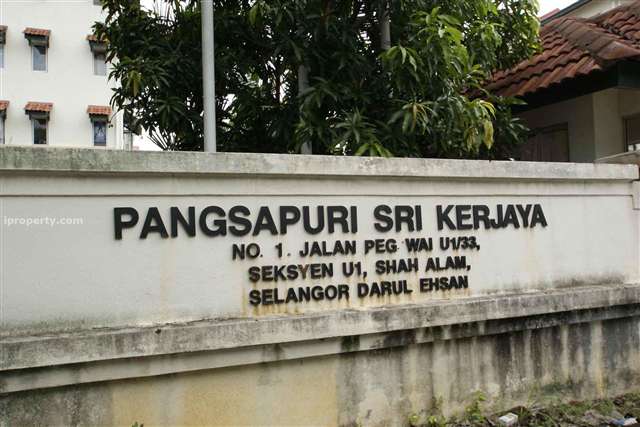 iproperty.com
PANGSAPURI SRI KERJAYA
NO. 1. JALAN PEG. WAI U1/33,
SEKSYEN U1, SHAH ALAM,
SELANGOR DARUL EHSAN